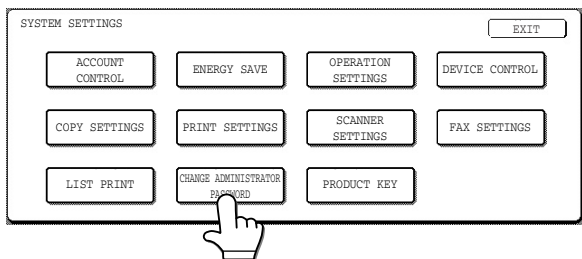 SYSTEM SETTINGS
EXIT
ACCOUNT
CONTROL
ENERGY SAVE
OPERATION
SETTINGS
DEVICE CONTROL
COPY SETTINGS
PRINT SETTINGS
SCANNER
SETTINGS
FAX SETTINGS
LIST PRINT
CHANGE ADMINISTRATOR
PASSWORD
PRODUCT KEY